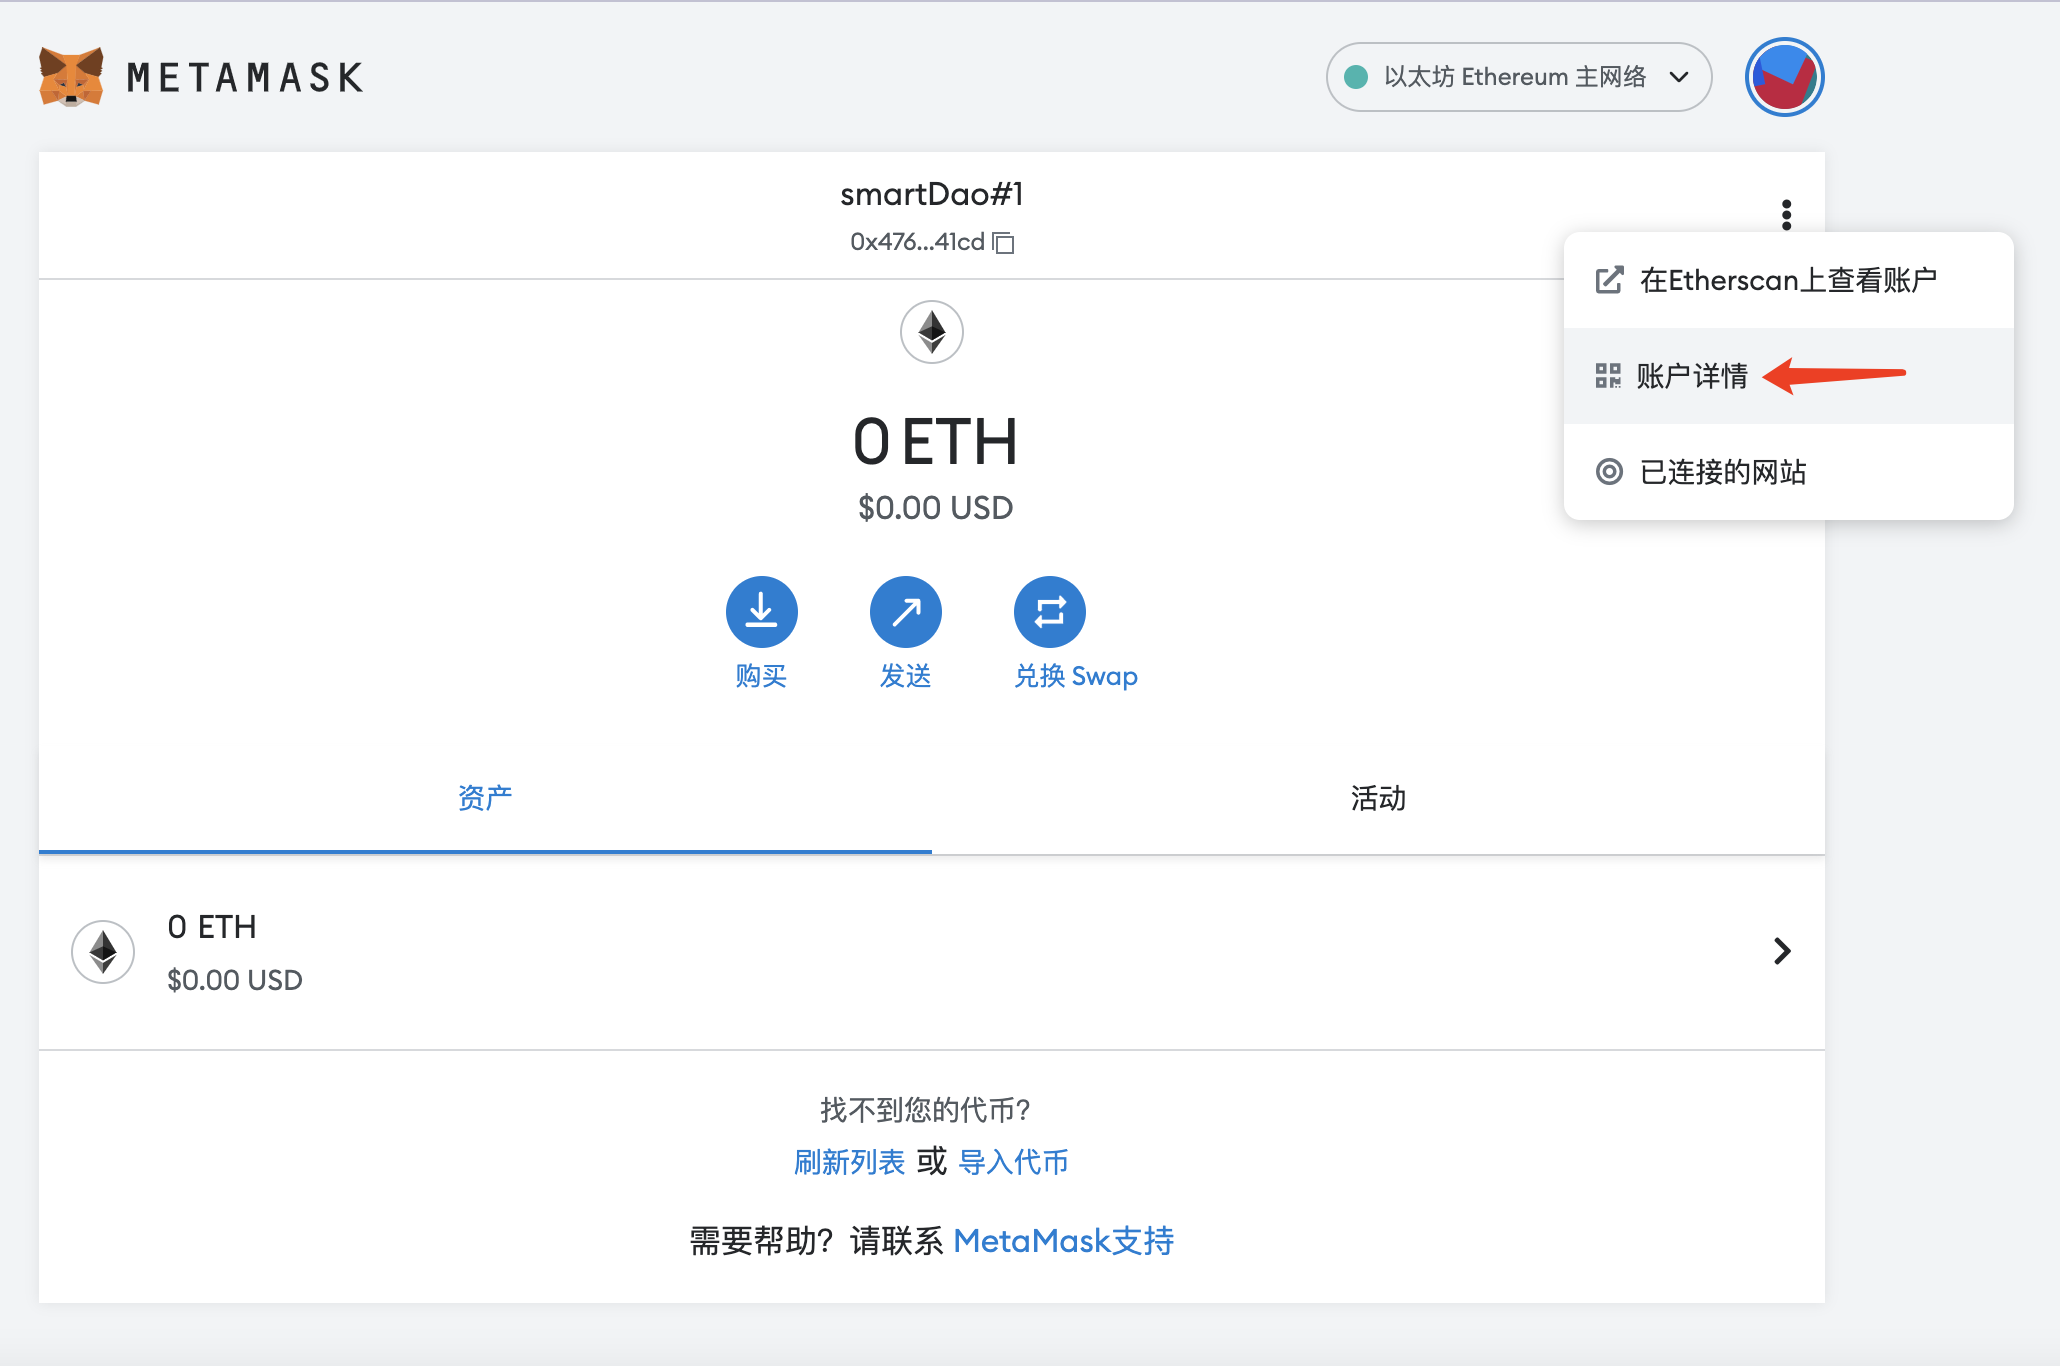 METAMASK
以太坊 Ethereum 主网络
smartDao#1
0x476...41cd
在Etherscan上查看账户
账户详情
已连接的网站
0 ETH
$0.00 USD
购买
发送
兑换 Swap
资产
活动
0 ETH
$0.00 USD
找不到您的代币?
刷新列表 或 导入代币
需要帮助? 请联系 MetaMask支持